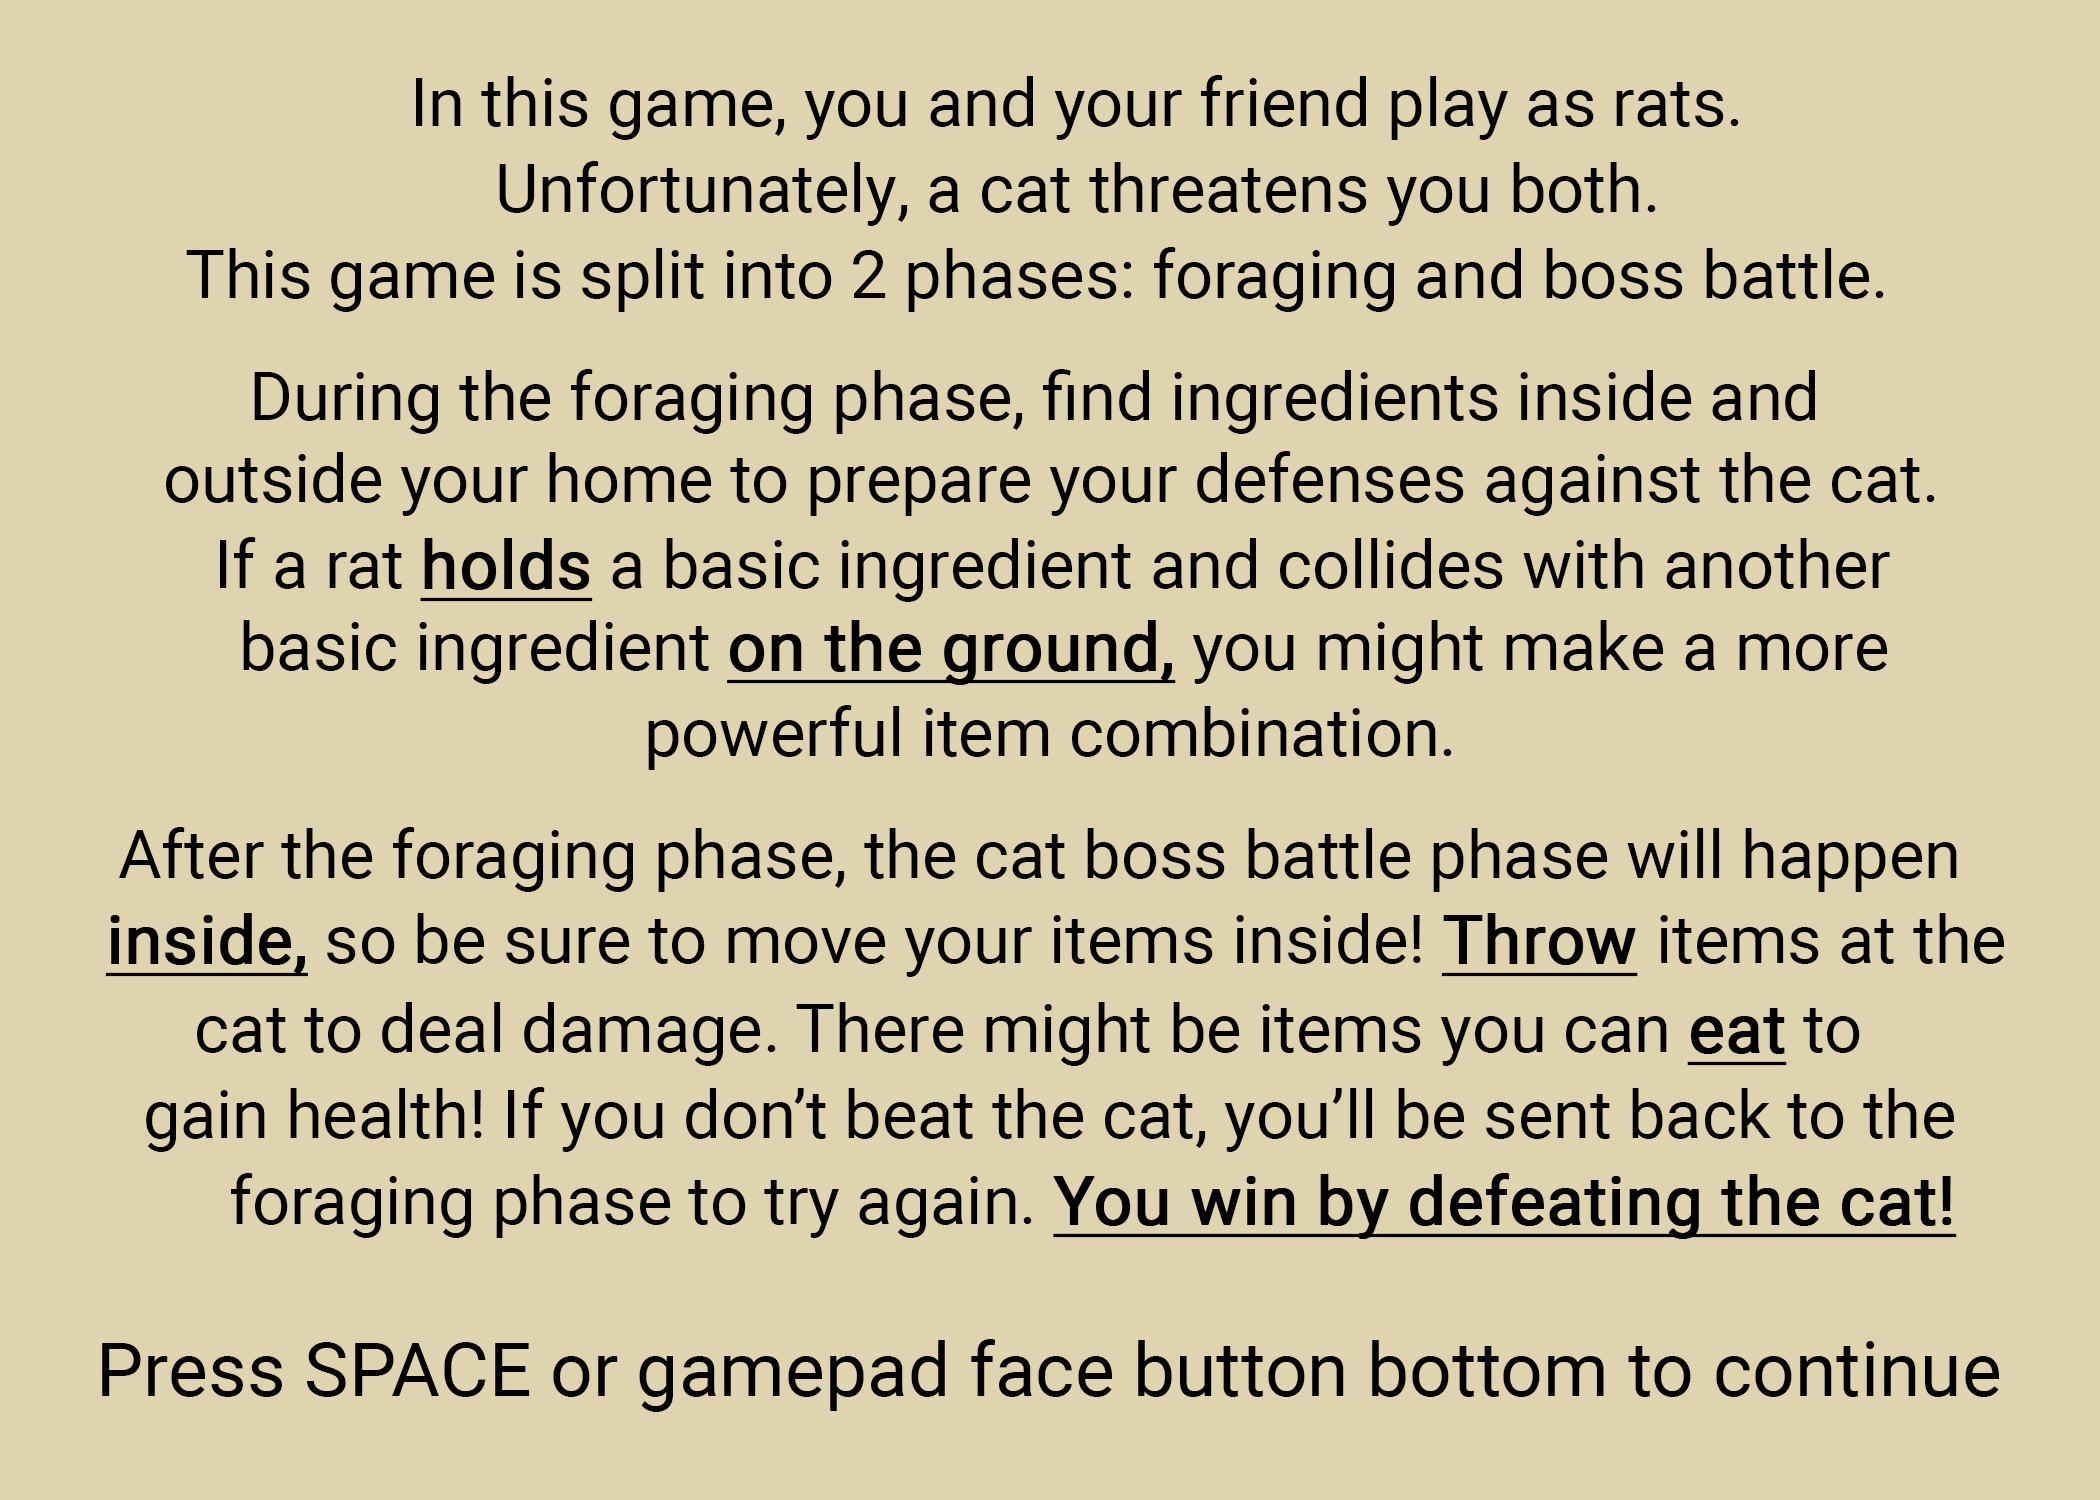 In this game, you and your friend play as rats.
Unfortunately, a cat threatens you both.
This game is split into 2 phases: foraging and boss battle.
During the foraging phase, find ingredients inside and
outside your home to prepare your defenses against the cat.
If a rat holds a basic ingredient and collides with another
basic ingredient on the ground, you might make a more
powerful item combination.
After the foraging phase, the cat boss battle phase will happen
inside, so be sure to move your items inside! Throw items at the
cat to deal damage. There might be items you can eat to
gain health! If you don’t beat the cat, you’ll be sent back to the
foraging phase to try again. You win by defeating the cat!
Press SPACE or gamepad face button bottom to continue